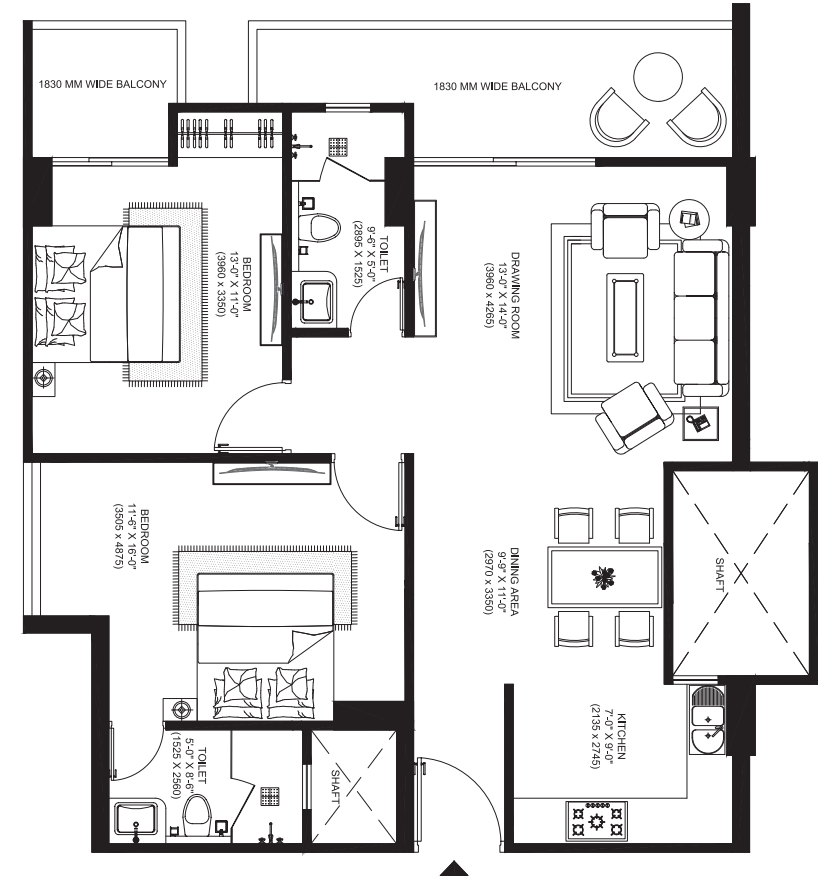 1830 MM WIDE BALCONY
1830 MM WIDE BALCONY
BEDROOM
13'-0" X 11'-0"
(3960 x 3350)
TOILET
9'-6" X 5'-0"
(2895 X 1525)
DRAWING ROOM
13'-0" X 14'-0"
(3960 x 4265)
BEDROOM
11'-6" X 16'-0"
(3505 x 4875)
DINING AREA
9'-9" X 11'-0"
(2970 x 3350)
SHAFT
KITCHEN
7'-0" X 9'-0"
(2135 x 2745)
TOILET
5'-0" X 8'-6"
(1525 X 2560)
SHAFT